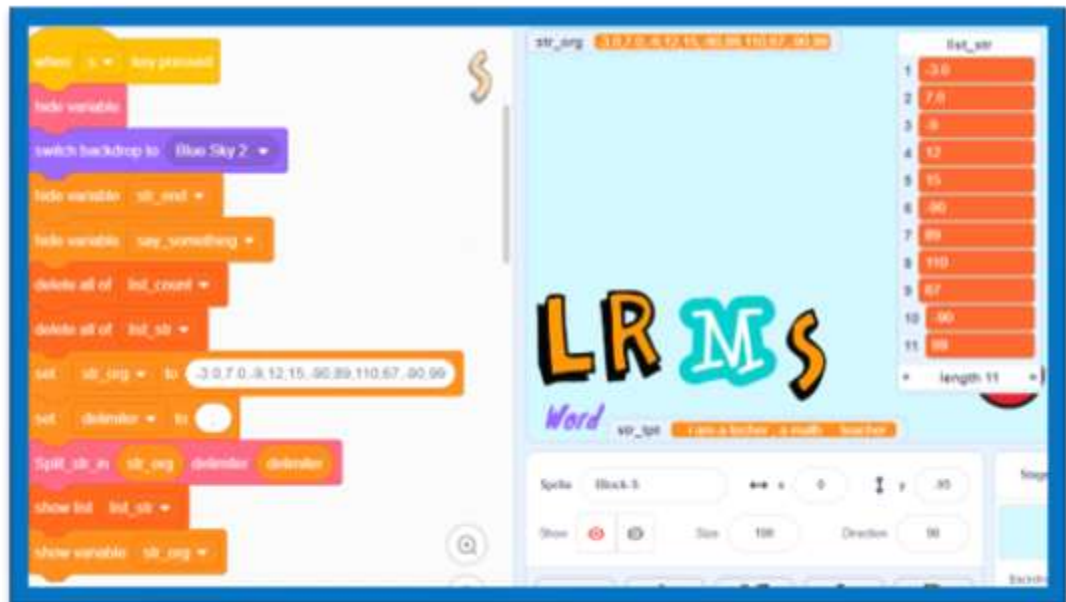 when s key pressed
hide variable
switch backdrop to Blue Sky 2
hide variable str_end
hide variable say_something
delete all of list_count
delete all of list_str
set str_org to -3.0,7.0,-9,12,15,-90,89,110,67,-90,99
set delimiter to ,
Split_str_in str_org delimiter delimiter
show list list_str
show variable str_org
S
str_org
list_str
1 -3.0
2 7.0
3 -9
4 12
5 15
6 -90
7 89
8 110
9 67
10 -90
11 99
length 11
LRMS
Word
Sprite Block-S x 0 y
Show Size 100 Direction 90